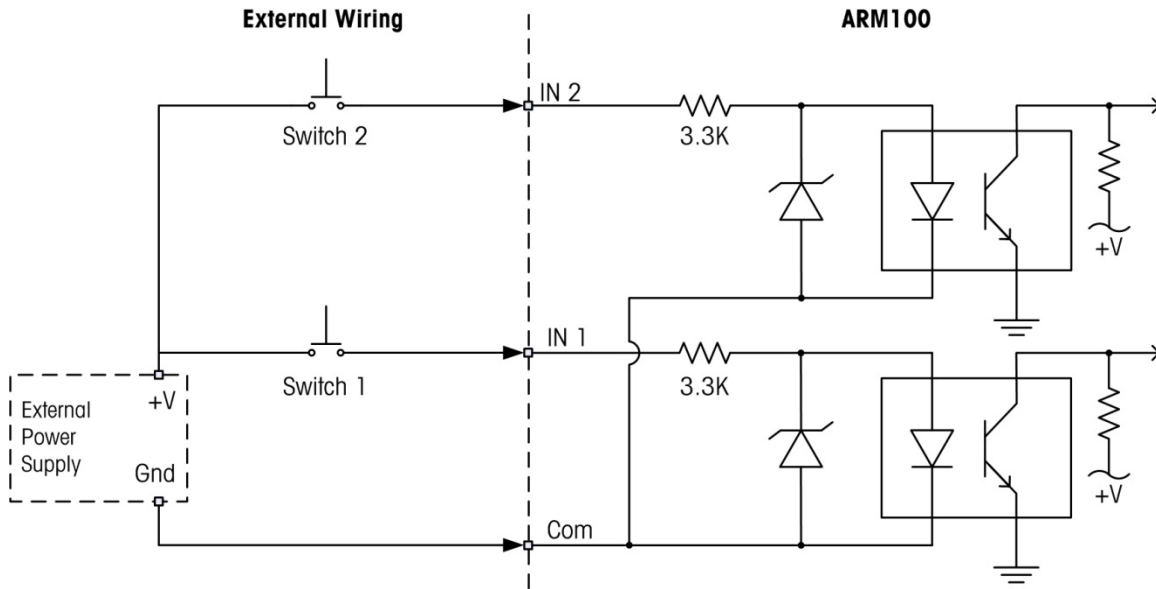 External Wiring
ARM100
IN 2
Switch 2
3.3K
+V
IN 1
Switch 1
3.3K
+V
External
Power
Supply
Gnd
+V
Com